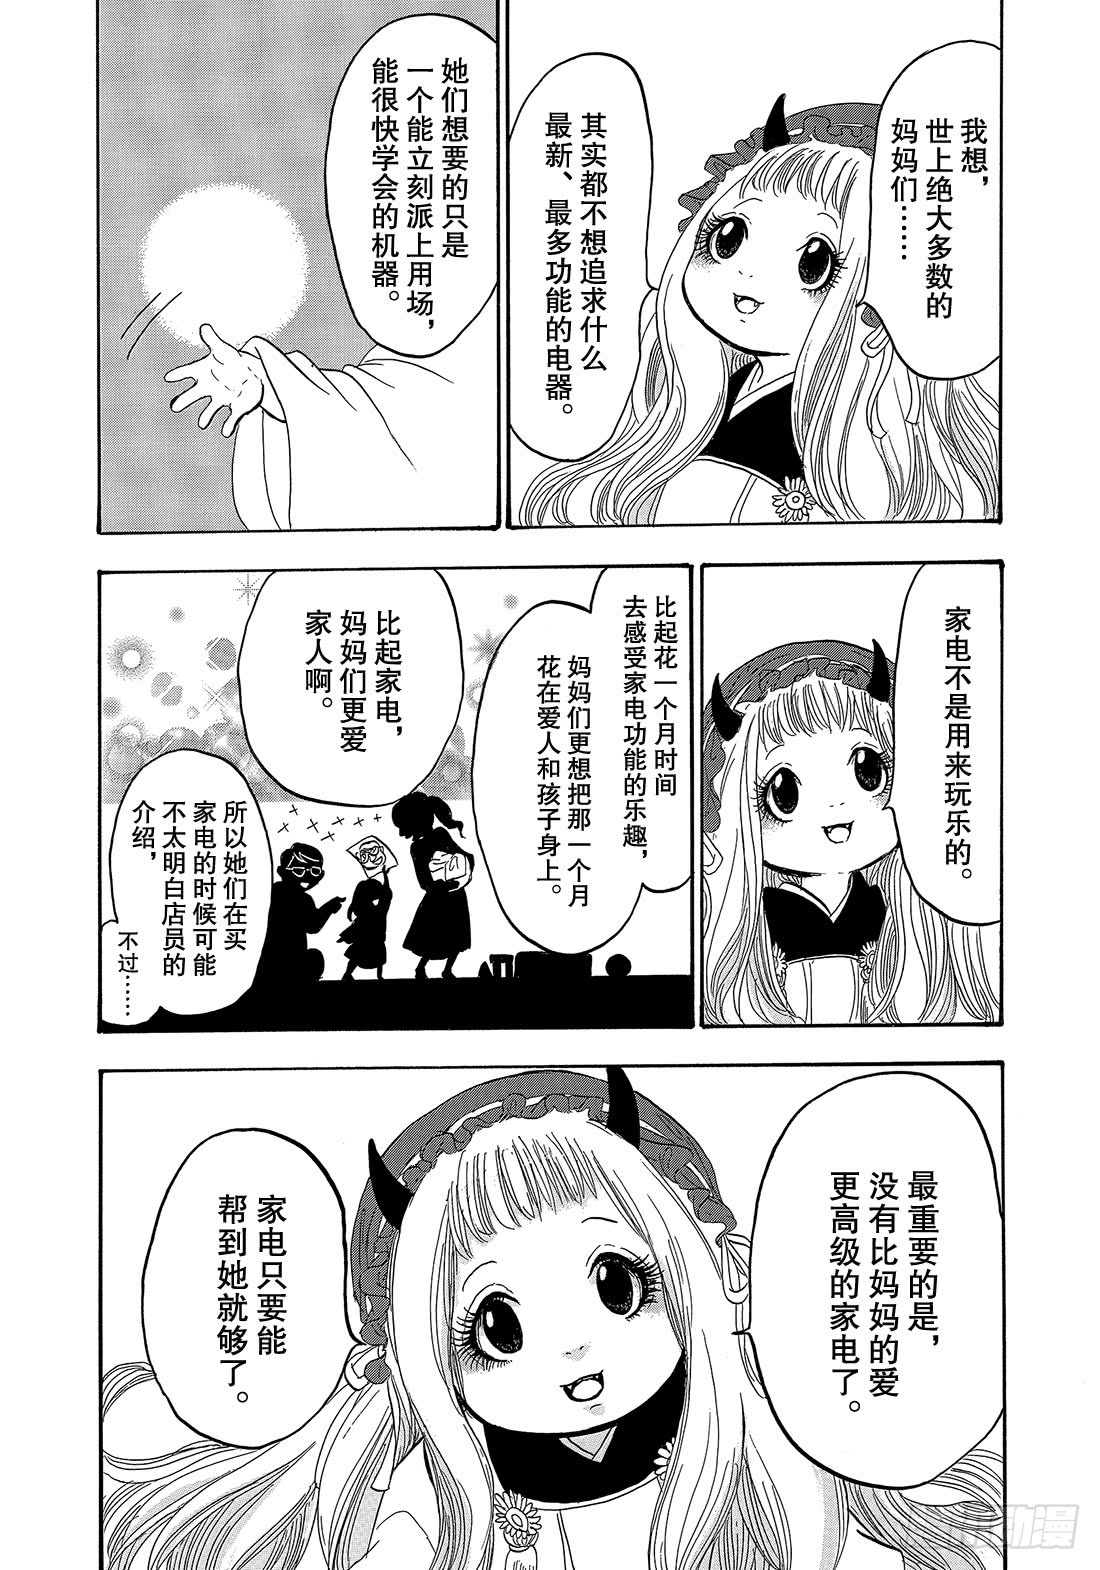 我想，
世上绝大多数的
妈妈们……
其实都不想追求什么
最新、最多功能的电器。
她们想要的只是
一个能立刻派上用场，
能很快学会的机器。
家电不是用来玩乐的。
比起花一个月时间
去感受家电功能的乐趣，
妈妈们更想把那一个月
花在爱人和孩子身上。
比起家电，
妈妈们更爱
家人啊。
所以她们在买
家电的时候可能
不太明白店员的
介绍，
不过……
最重要的是，
没有比妈妈的爱
更高级的家电了。
家电只要能
帮到她就够了。
动漫